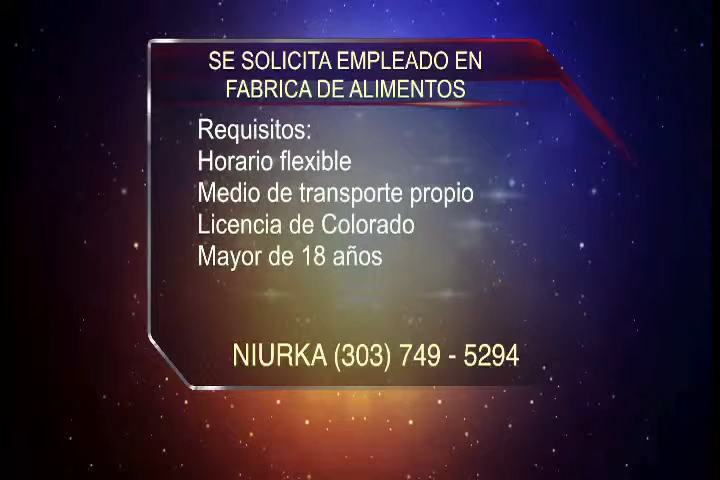 SE SOLICITA EMPLEADO EN
FABRICA DE ALIMENTOS
Requisitos:
Horario flexible
Medio de transporte propio
Licencia de Colorado
Mayor de 18 años
NIURKA (303) 749 - 5294